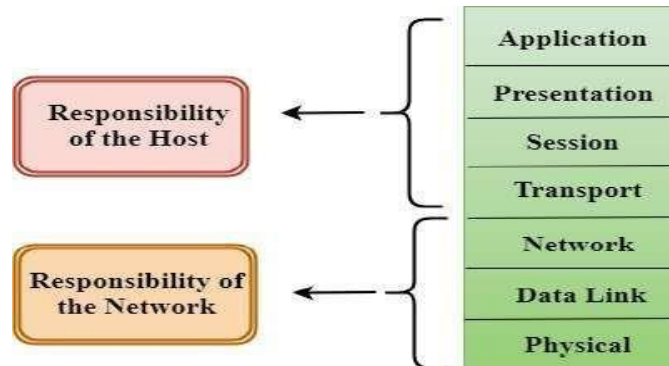 Responsibility
of the Host
Responsibility of
the Network
Application
Presentation
Session
Transport
Network
Data Link
Physical